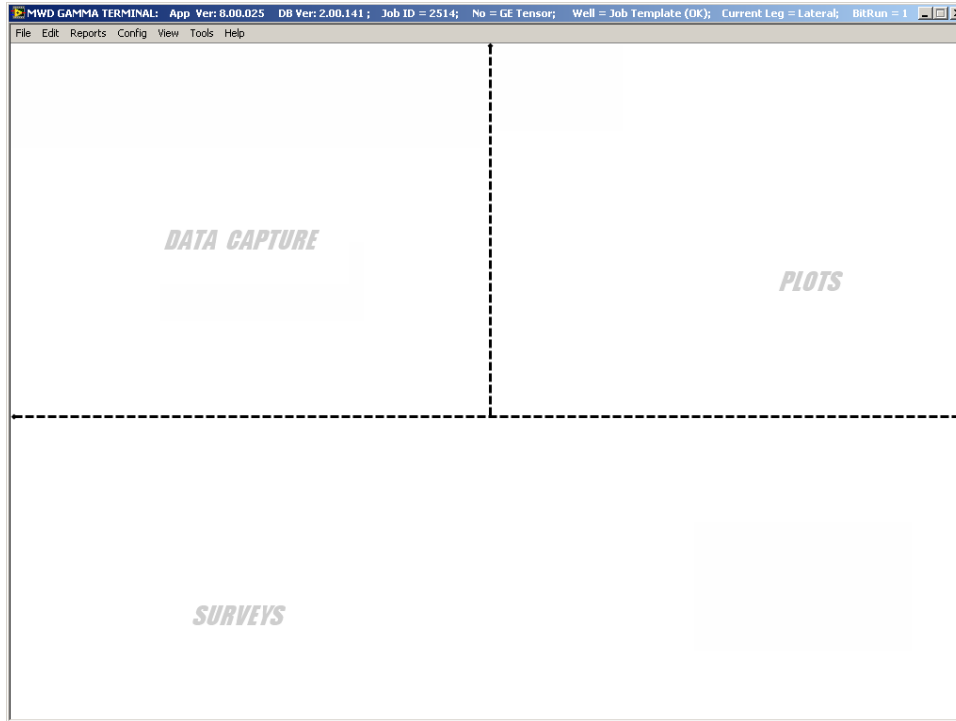 MWD GAMMA TERMINAL: App Ver: 8.00.025 DB Ver: 2.00.141 ; Job ID = 2514; No = GE Tensor; Well = Job Template (OK); Current Leg = Lateral; BitRun = 1
File Edit Reports Config View Tools Help
DATA CAPTURE
PLOTS
SURVEYS